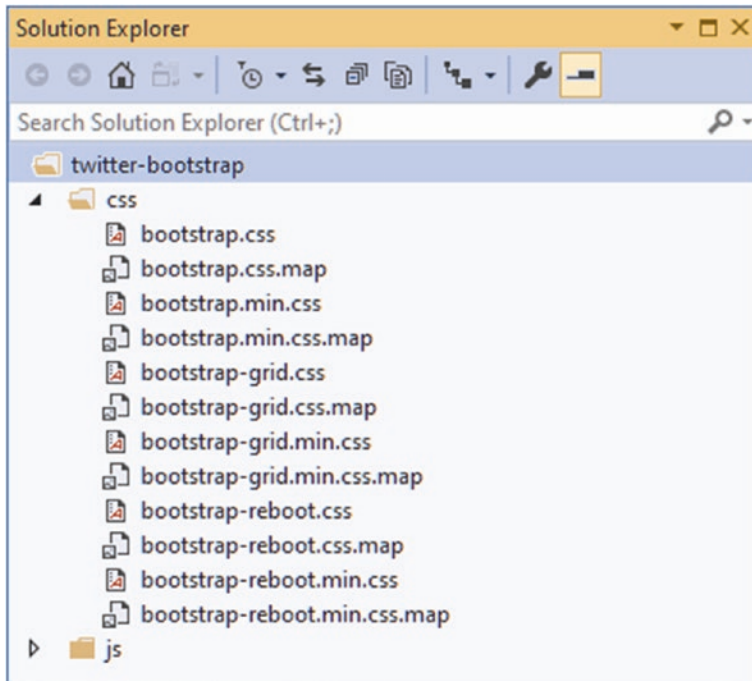 Solution Explorer
Search Solution Explorer (Ctrl+;)
twitter-bootstrap
css
bootstrap.css
bootstrap.css.map
bootstrap.min.css
bootstrap.min.css.map
bootstrap-grid.css
bootstrap-grid.css.map
bootstrap-grid.min.css
bootstrap-grid.min.css.map
bootstrap-reboot.css
bootstrap-reboot.css.map
bootstrap-reboot.min.css
bootstrap-reboot.min.css.map
js